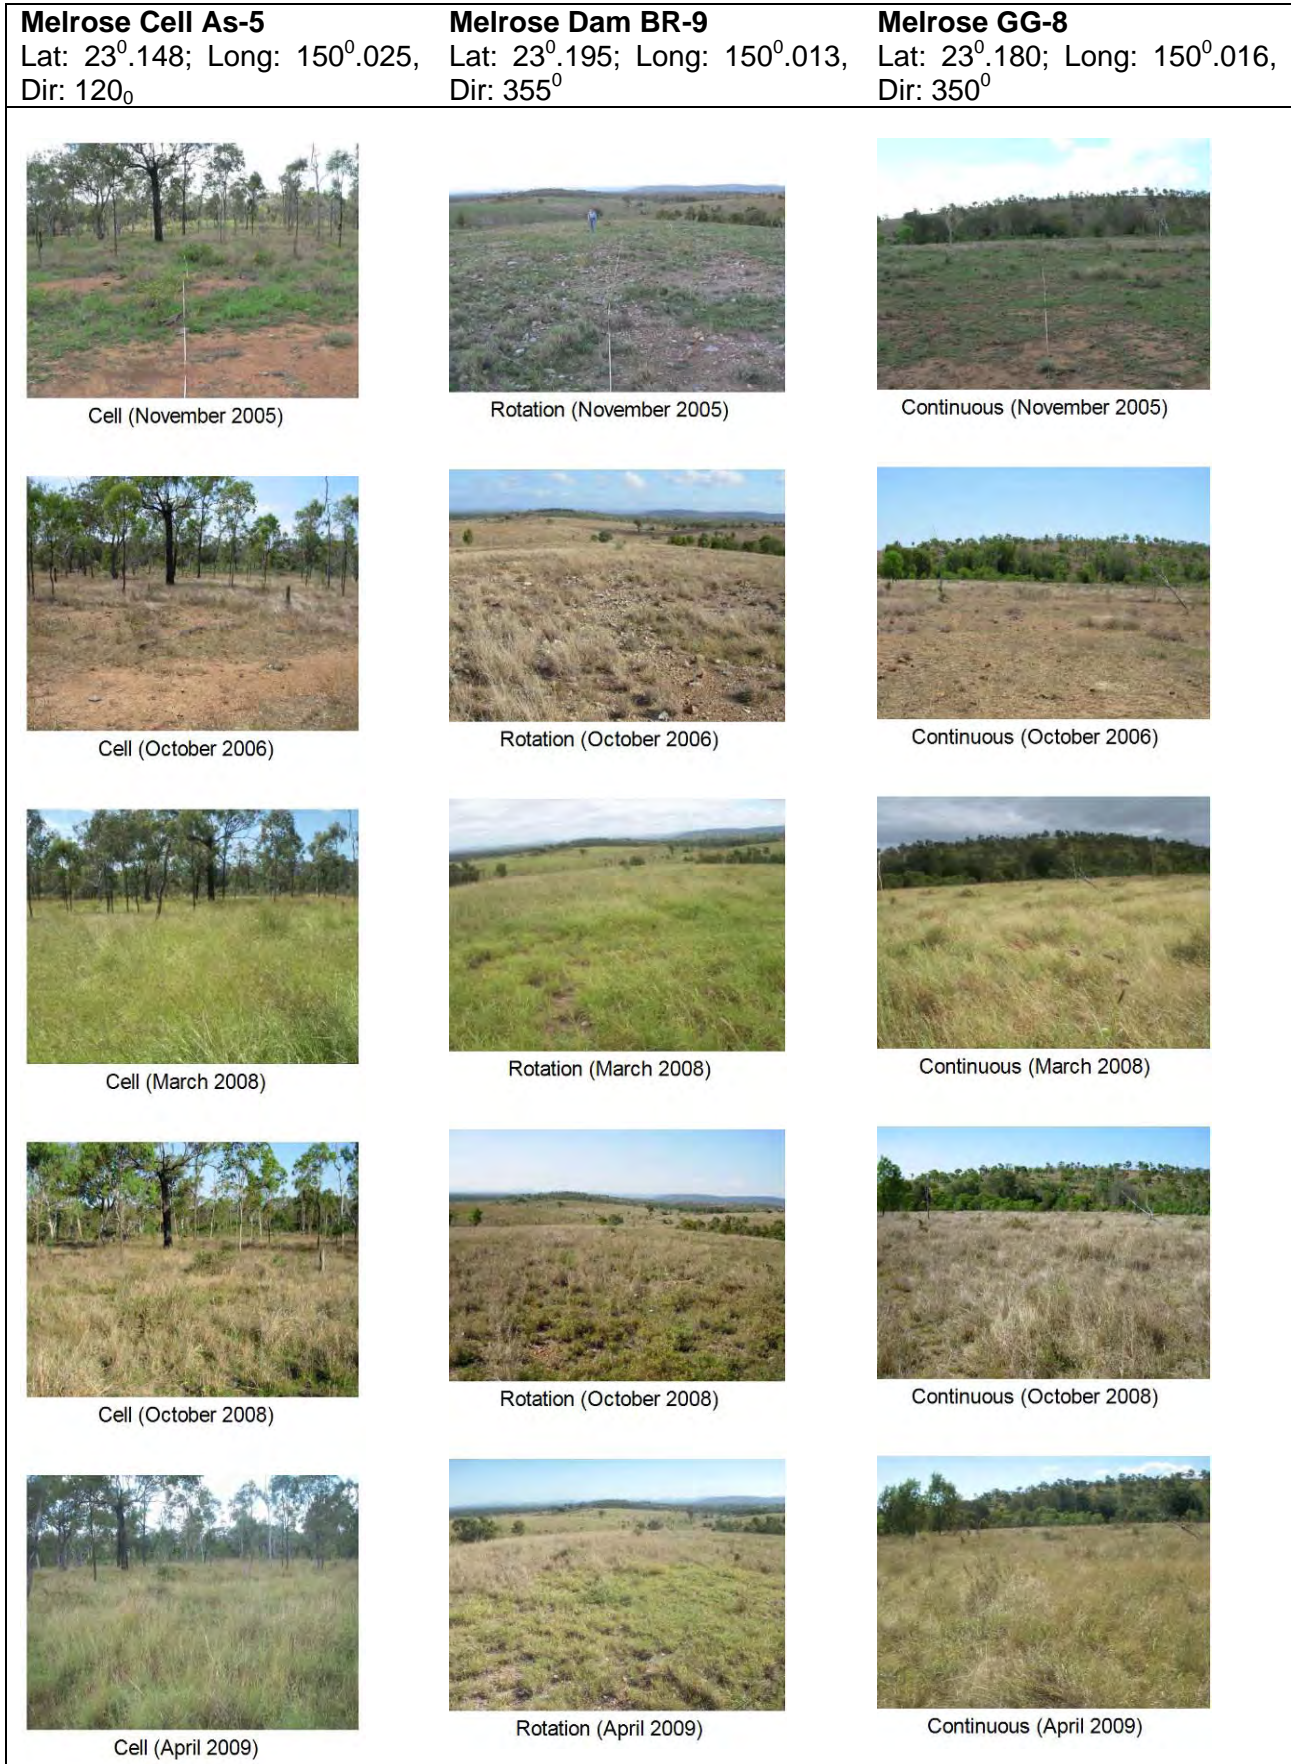 Melrose Cell As-5
Lat: 23⁰.148; Long: 150⁰.025,
Dir: 120₀
Melrose Dam BR-9
Lat: 23⁰.195; Long: 150⁰.013,
Dir: 355⁰
Melrose GG-8
Lat: 23⁰.180; Long: 150⁰.016,
Dir: 350⁰
Cell (November 2005)
Rotation (November 2005)
Continuous (November 2005)
Cell (October 2006)
Rotation (October 2006)
Continuous (October 2006)
Cell (March 2008)
Rotation (March 2008)
Continuous (March 2008)
Cell (October 2008)
Rotation (October 2008)
Continuous (October 2008)
Cell (April 2009)
Rotation (April 2009)
Continuous (April 2009)